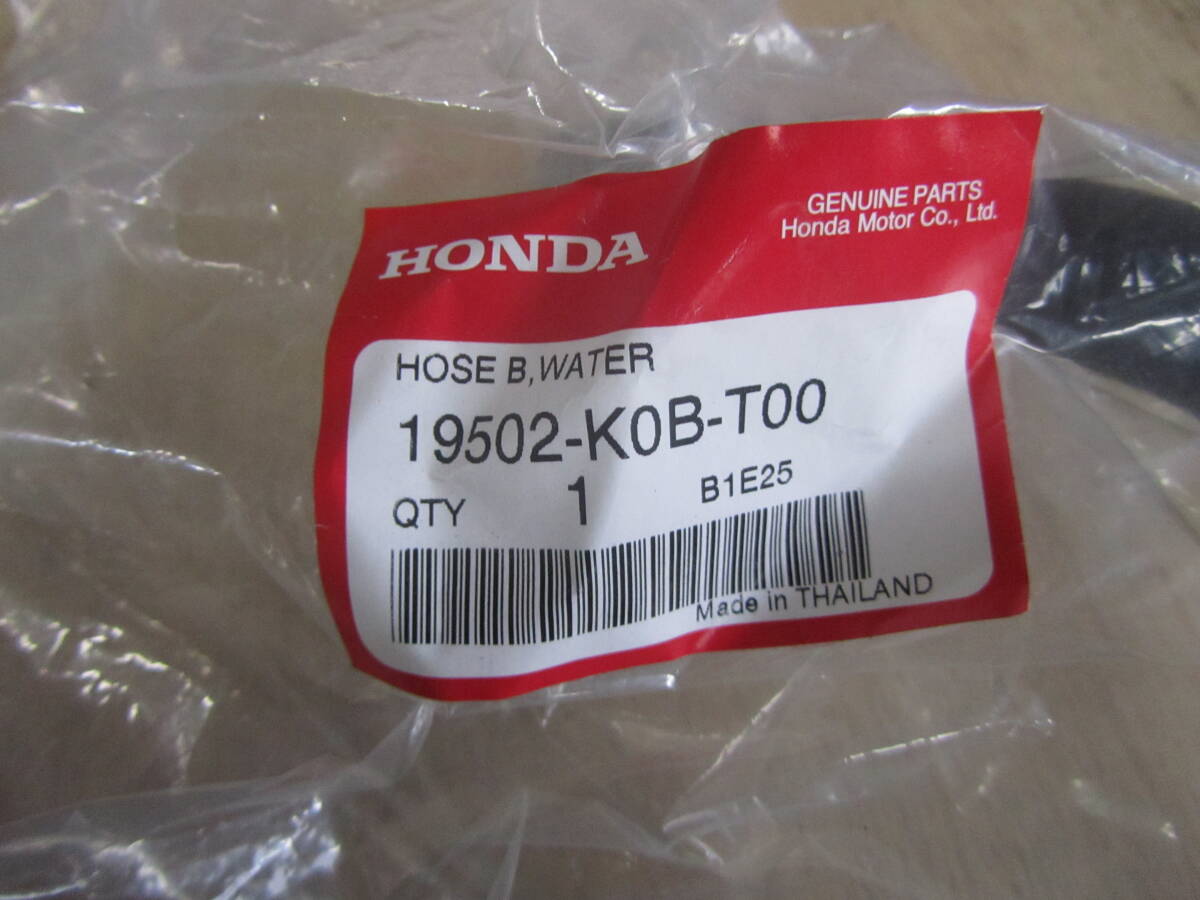 HONDA
GENUINE PARTS
Honda Motor Co., Ltd.
HOSE B, WATER
19502-K0B-T00
QTY 1 B1E25
Made in THAILAND